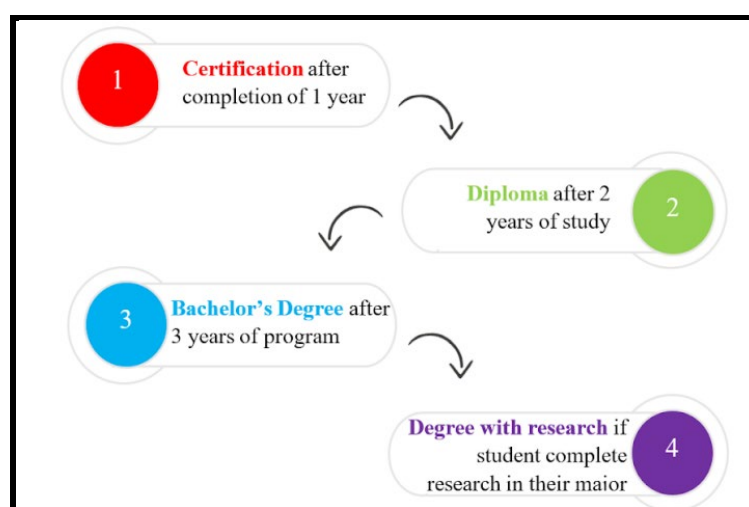 1
Certification after
completion of 1 year
Diploma after 2
years of study
2
3
Bachelor's Degree after
3 years of program
Degree with research if
student complete
research in their major
4